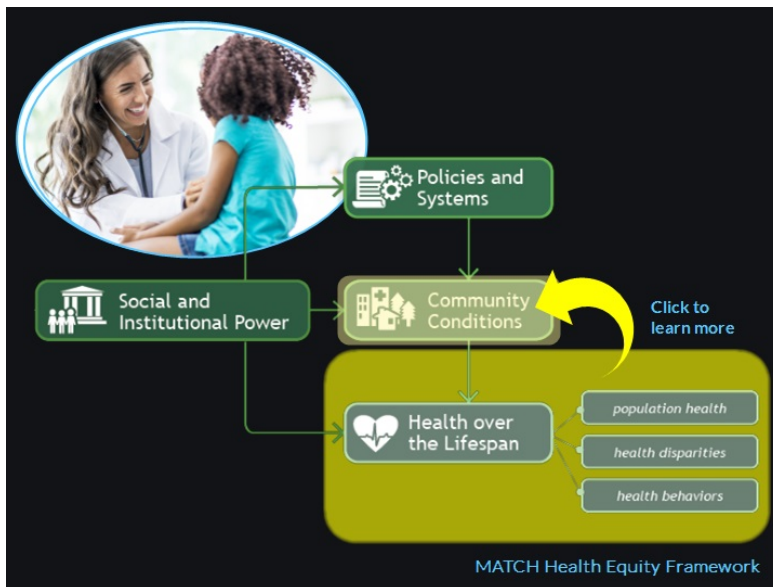 Policies and
Systems
Social and
Institutional Power
Community
Conditions
Click to
learn more
Health over
the Lifespan
population health
health disparities
health behaviors
MATCH Health Equity Framework